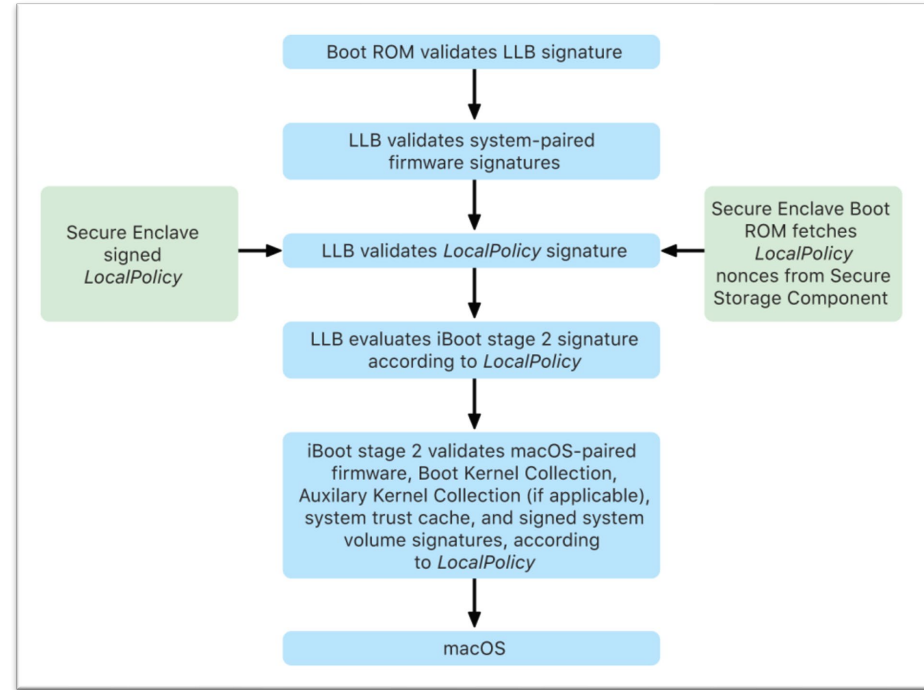 Boot ROM validates LLB signature
LLB validates system-paired
firmware signatures
Secure Enclave
signed
LocalPolicy
LLB validates LocalPolicy signature
Secure Enclave Boot
ROM fetches
LocalPolicy
nonces from Secure
Storage Component
LLB evaluates iBoot stage 2 signature
according to LocalPolicy
iBoot stage 2 validates macOS-paired
firmware, Boot Kernel Collection,
Auxilary Kernel Collection (if applicable),
system trust cache, and signed system
volume signatures, according
to LocalPolicy
macOS